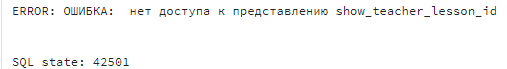 ERROR: ОШИБКА:  нет доступа к представлению show_teacher_lesson_id
SQL state: 42501